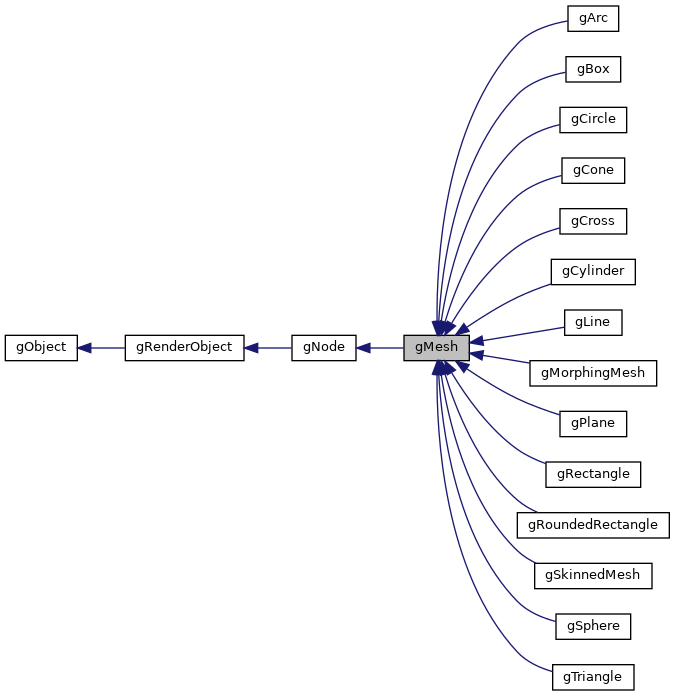 gArc
gBox
gCircle
gCone
gCross
gCylinder
gLine
gObject
gRenderObject
gNode
gMesh
gMorphingMesh
gPlane
gRectangle
gRoundedRectangle
gSkinnedMesh
gSphere
gTriangle